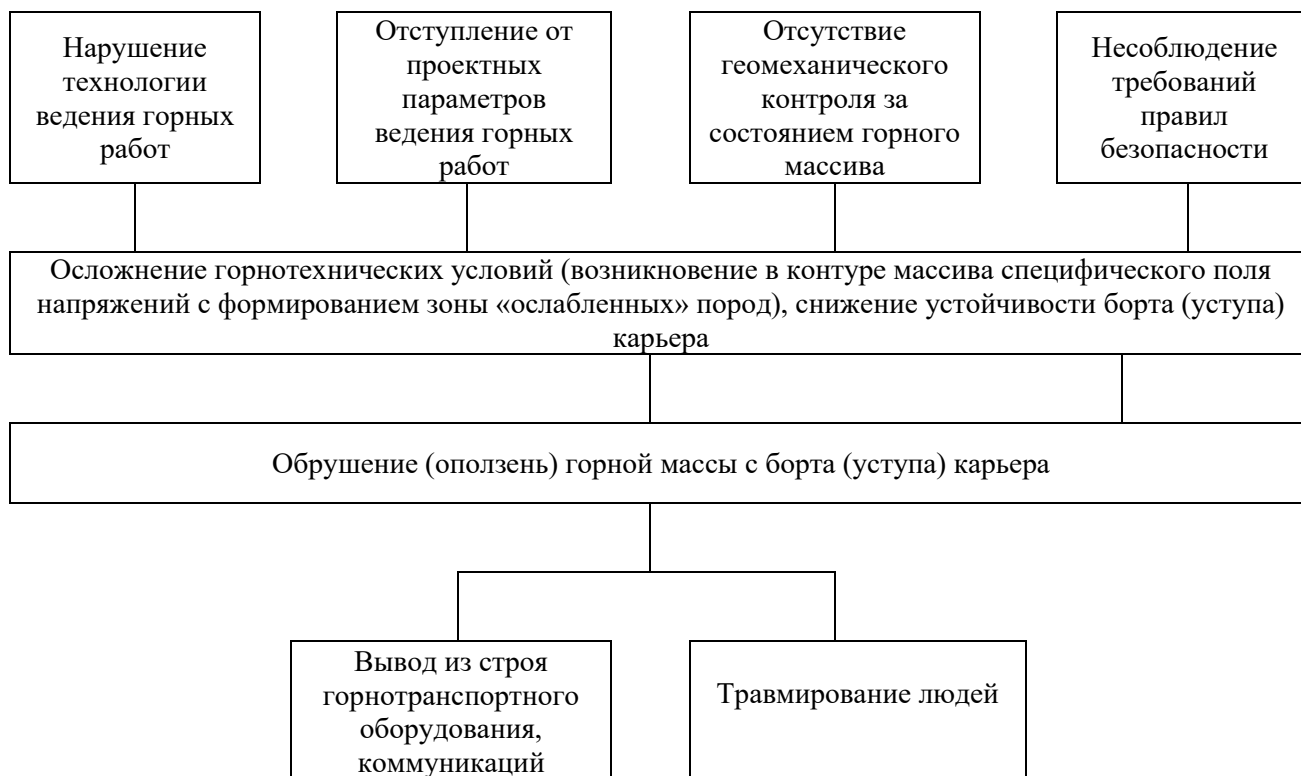 Нарушение
технологии
ведения горных
работ
Отступление от
проектных
параметров
ведения горных
работ
Отсутствие
геомеханического
контроля за
состоянием горного
массива
Несоблюдение
требований
правил
безопасности
Осложнение горнотехнических условий (возникновение в контуре массива специфического поля
напряжений с формированием зоны «ослабленных» пород), снижение устойчивости борта (уступа)
карьера
Обрушение (оползень) горной массы с борта (уступа) карьера
Вывод из строя
горнотранспортного
оборудования,
коммуникаций
Травмирование людей